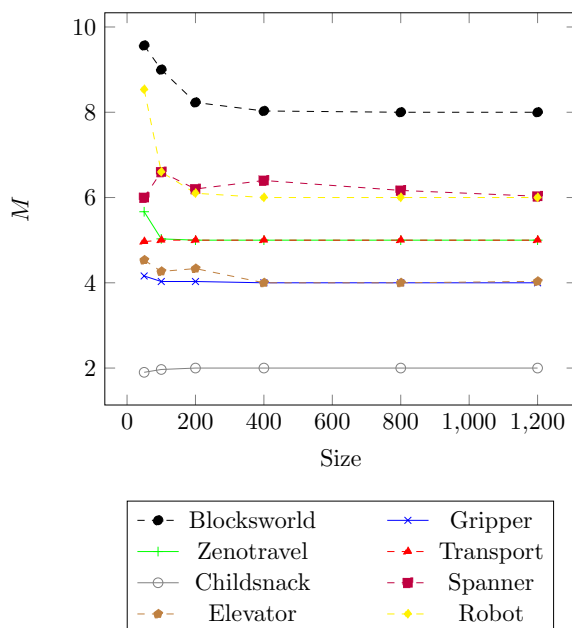 10
8
6
4
2
M
0 200 400 600 800 1,000 1,200
Size
Blocksworld Gripper
Zenotravel Transport
Childsnack Spanner
Elevator Robot